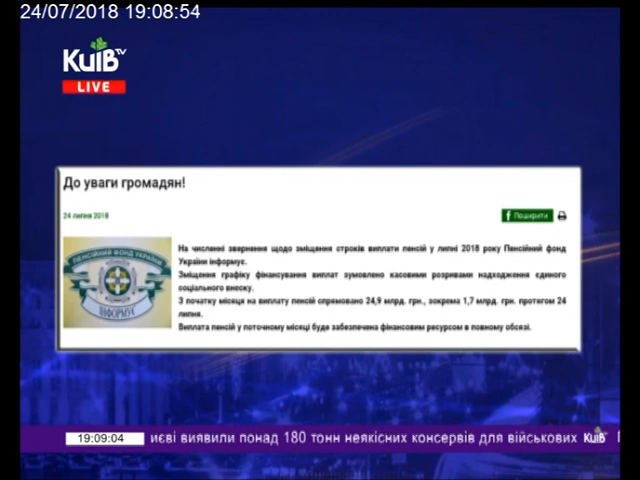 24/07/2018 19:08:54
КиїВ TV
LIVE
До уваги громадян!
24 липня 2018
f Поширити
ПЕНСІЙНИЙ ФОНД УКРАЇНИ
ІНФОРМУЄ
На численні звернення щодо зміщення строків виплати пенсій у липні 2018 року Пенсійний фонд
України інформує.
Зміщення графіку фінансування виплат зумовлено касовими розривами надходження єдиного
соціального внеску.
З початку місяця на виплату пенсій спрямовано 24,9 млрд. грн., зокрема 1,7 млрд. грн. протягом 24
липня.
Виплата пенсій у поточному місяці буде забезпечена фінансовим ресурсом в повному обсязі.
19:09:04 иєві виявили понад 180 тонн неякісних консервів для військових КиїВ